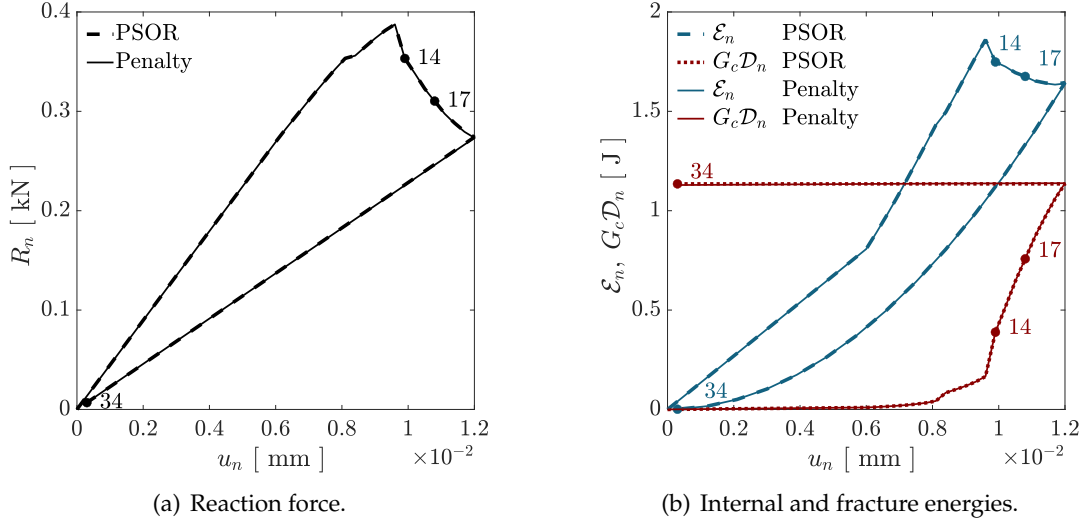 0.4
0.3
0.2
0.1
0
R_n [ kN ]
PSOR
Penalty
14
17
34
0 0.2 0.4 0.6 0.8 1 1.2
×10^{-2}
u_n [ mm ]
(a) Reaction force.
2
1.5
1
0.5
0
ℰ_n, G_c𝒟_n [ J ]
ℰ_n PSOR
G_c𝒟_n PSOR
ℰ_n Penalty
G_c𝒟_n Penalty
14
17
34
17
14
34
0 0.2 0.4 0.6 0.8 1 1.2
×10^{-2}
u_n [ mm ]
(b) Internal and fracture energies.